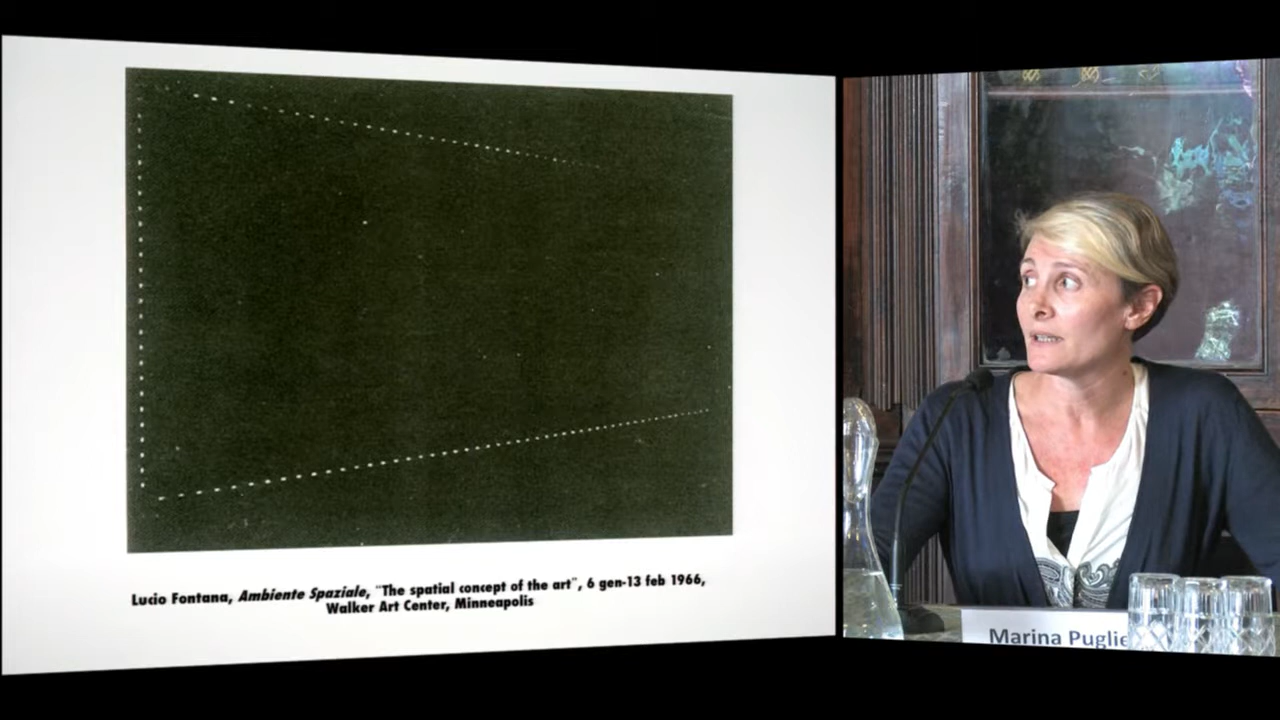 Lucio Fontana, Ambiente Spaziale, "The spatial concept of the art", 6 gen-13 feb 1966,
Walker Art Center, Minneapolis
Marina Puglie